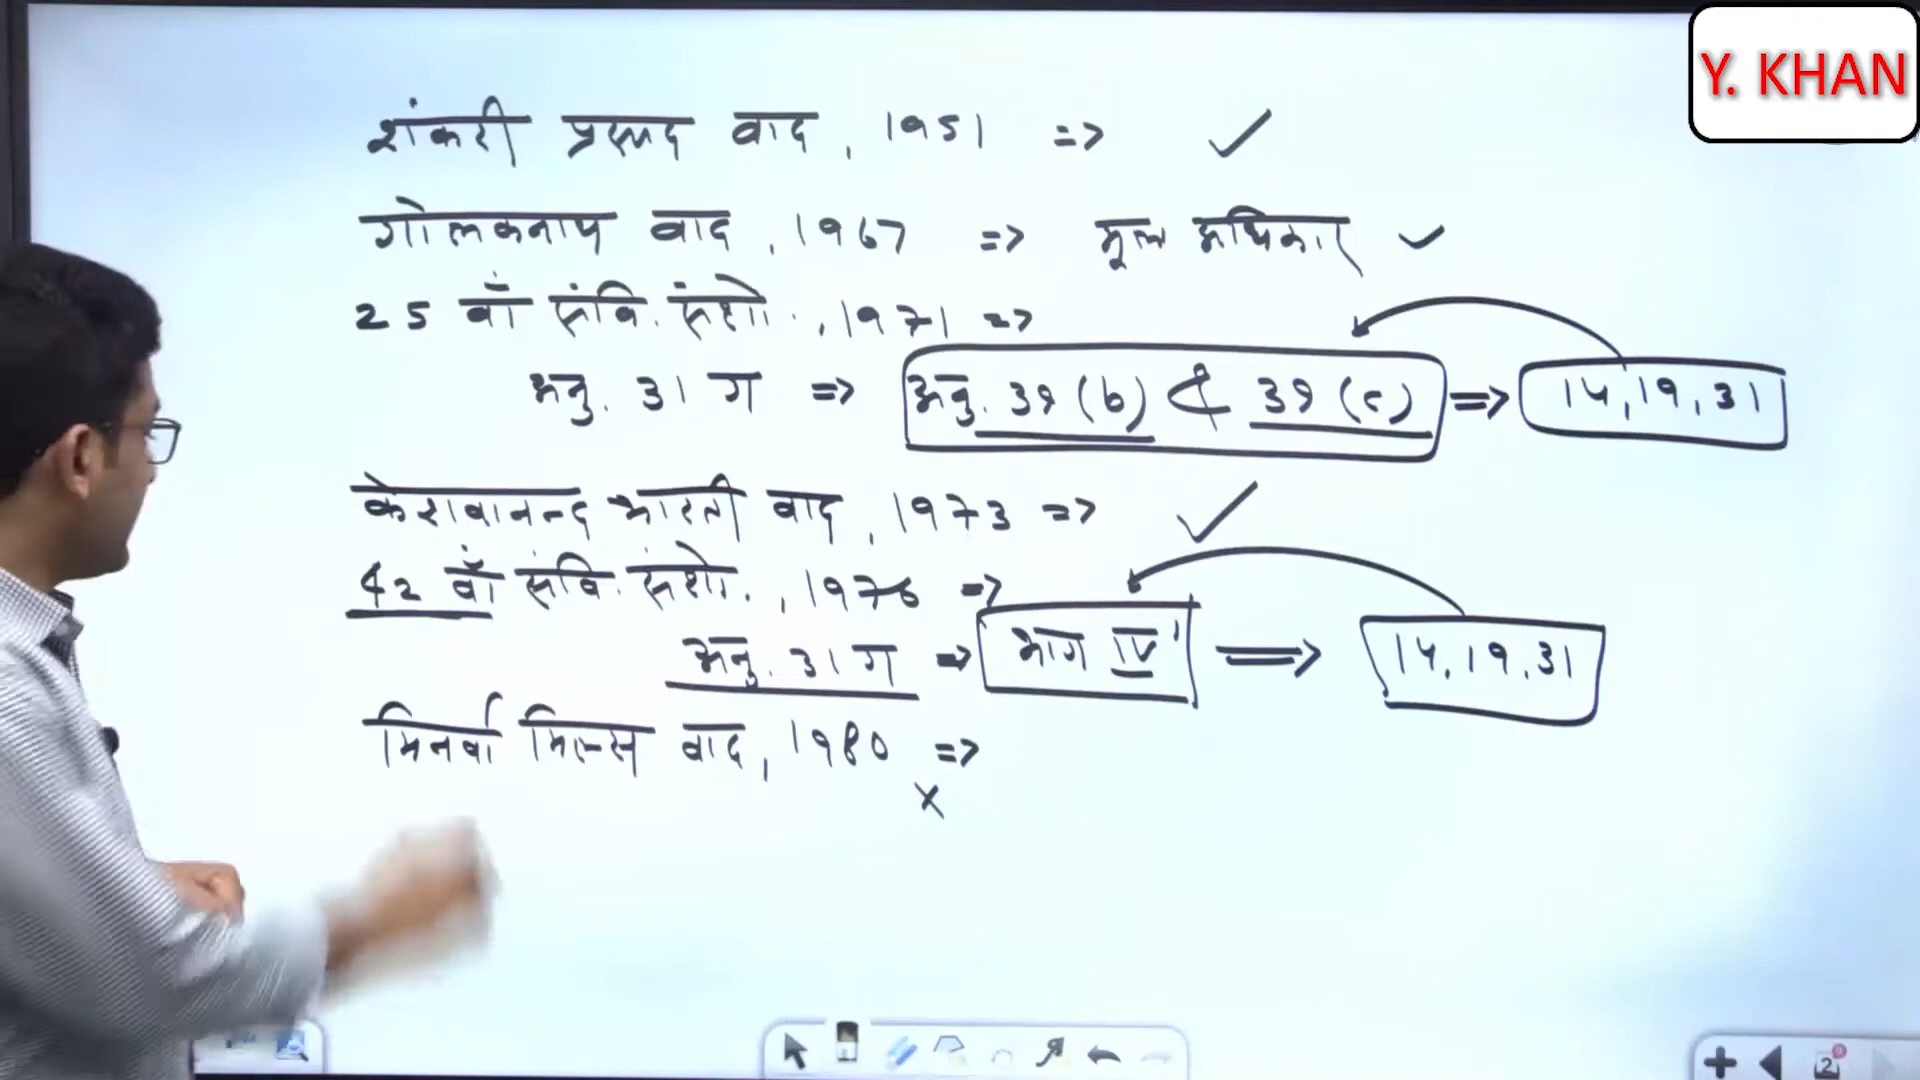 Y. KHAN
शंकरी प्रसाद वाद, 1951 => ✓
गोलकनाथ वाद, 1967 => मूल अधिकार ✓
25 वाँ संवि. संशो., 1971 =>
अनु. 31 ग => अनु. 39 (b) & 39 (c) => 14, 19, 31
केशवानन्द भारती वाद, 1973 => ✓
42 वाँ संवि. संशो., 1976 =>
अनु. 31 ग => भाग IV => 14, 19, 31
मिनर्वा मिल्स वाद, 1980 =>
x
2